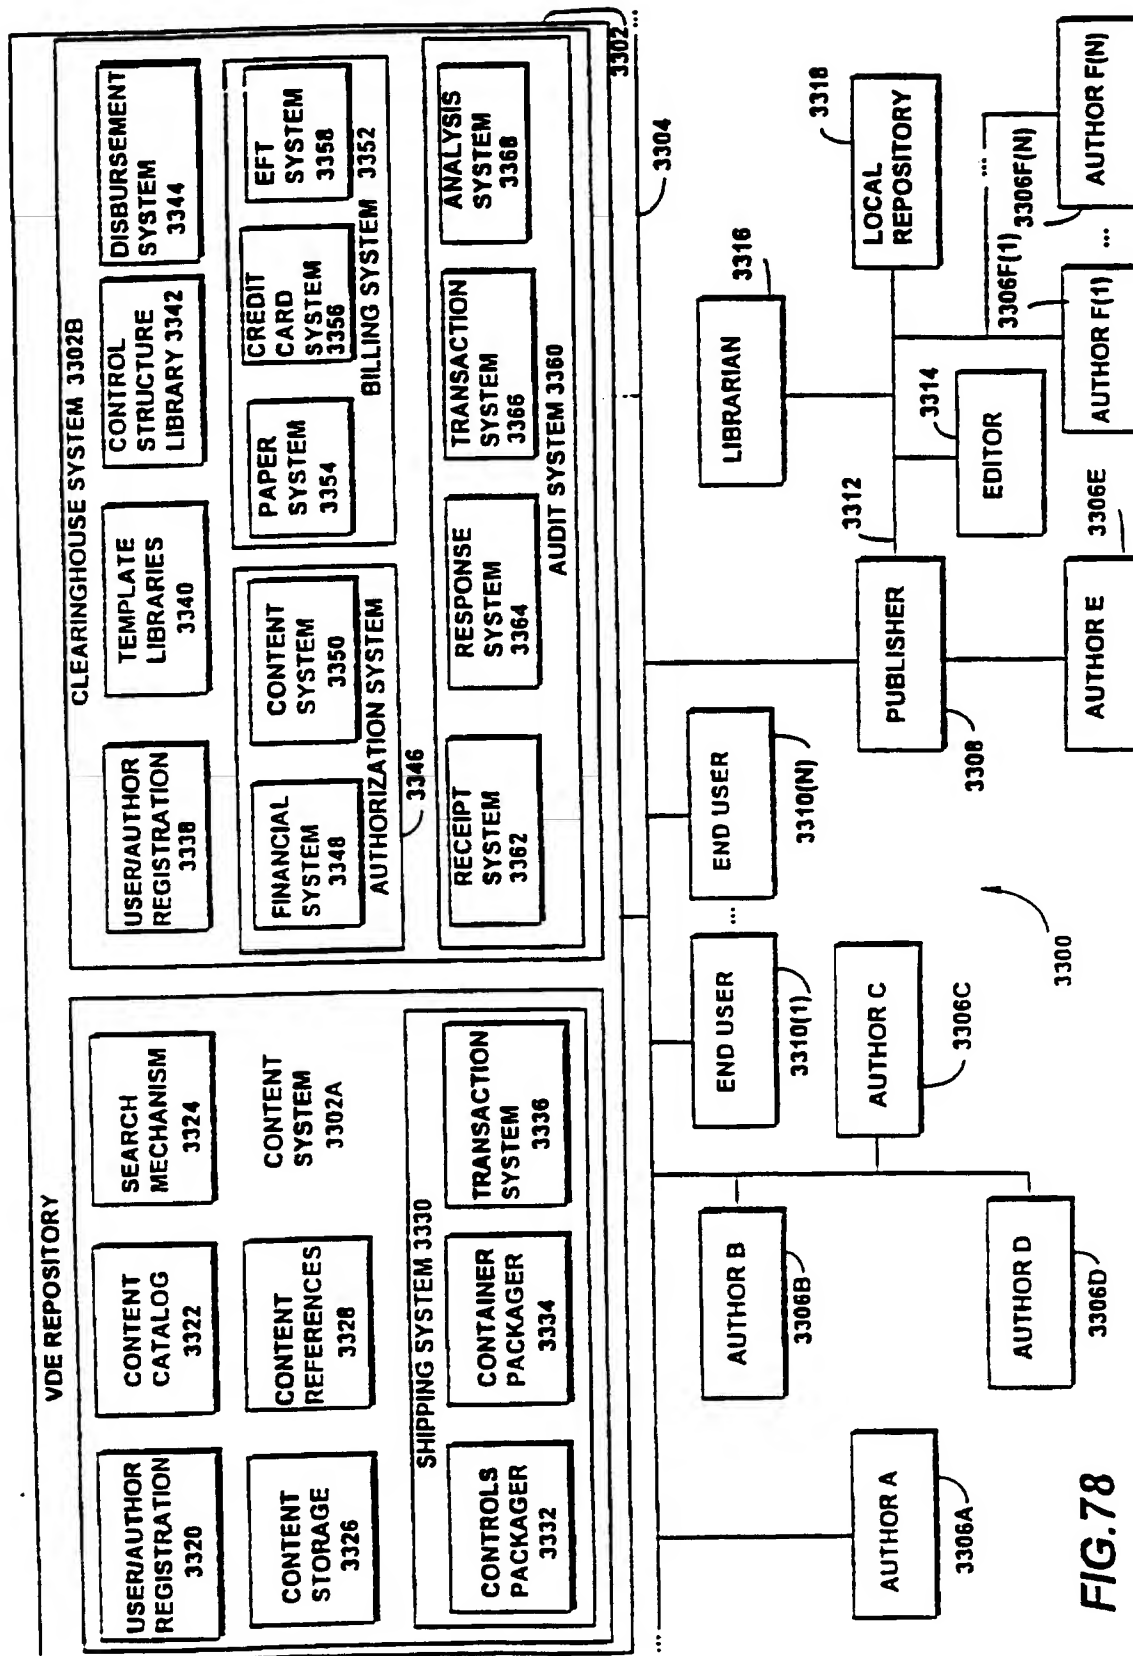 VDE REPOSITORY
USER/AUTHOR
REGISTRATION
3320
CONTENT
CATALOG
3322
SEARCH
MECHANISM
3324
CONTENT
STORAGE
3326
CONTENT
REFERENCES
3328
CONTENT
SYSTEM
3302A
SHIPPING SYSTEM 3330
CONTROLS
PACKAGER
3332
CONTAINER
PACKAGER
3334
TRANSACTION
SYSTEM
3336
CLEARINGHOUSE SYSTEM 3302B
USER/AUTHOR
REGISTRATION
3338
TEMPLATE
LIBRARIES
3340
CONTROL
STRUCTURE
LIBRARY 3342
DISBURSEMENT
SYSTEM
3344
FINANCIAL
SYSTEM
3348
CONTENT
SYSTEM
3350
AUTHORIZATION SYSTEM
3346
PAPER
SYSTEM
3354
CREDIT
CARD
SYSTEM
3356
EFT
SYSTEM
3358
BILLING SYSTEM 3352
RECEIPT
SYSTEM
3362
RESPONSE
SYSTEM
3364
TRANSACTION
SYSTEM
3366
ANALYSIS
SYSTEM
3368
AUDIT SYSTEM 3360
3302
...
...
3304
AUTHOR A
3306A
AUTHOR B
3306B
AUTHOR C
3306C
AUTHOR D
3306D
END USER
3310(1)
...
END USER
3310(N)
3300
PUBLISHER
3308
3312
AUTHOR E
3306E
LIBRARIAN
3316
EDITOR
3314
LOCAL
REPOSITORY
3318
...
3306F(1)
3306F(N)
AUTHOR F(1)
...
AUTHOR F(N)
FIG.78